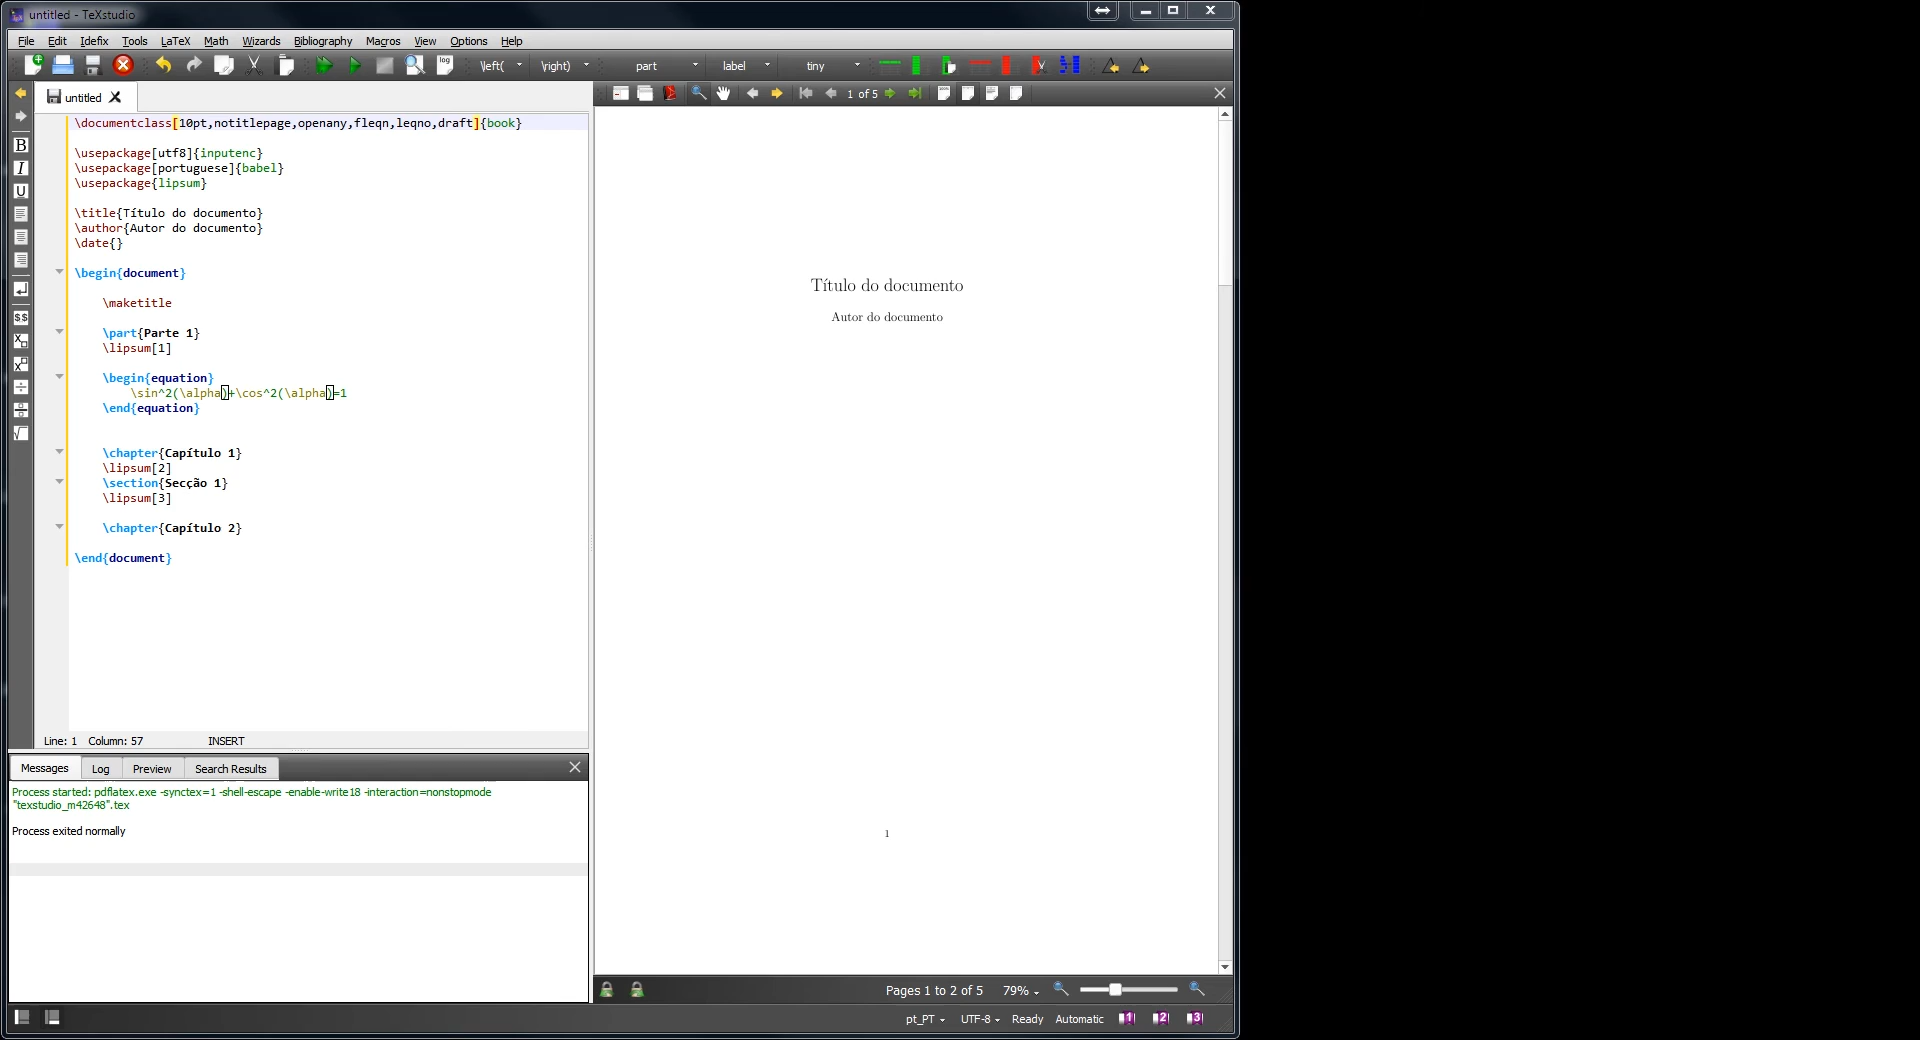 untitled - TeXstudio
File Edit Idefix Tools LaTeX Math Wizards Bibliography Macros View Options Help
log \left( \right) part label tiny
untitled
1 of 5
\documentclass[10pt,notitlepage,openany,fleqn,leqno,draft]{book}
\usepackage[utf8]{inputenc}
\usepackage[portuguese]{babel}
\usepackage{lipsum}
\title{Título do documento}
\author{Autor do documento}
\date{}
\begin{document}
\maketitle
\part{Parte 1}
\lipsum[1]
\begin{equation}
\sin^2(\alpha)+\cos^2(\alpha)=1
\end{equation}
\chapter{Capítulo 1}
\lipsum[2]
\section{Secção 1}
\lipsum[3]
\chapter{Capítulo 2}
\end{document}
B
I
U
$$
Título do documento
Autor do documento
1
Line: 1 Column: 57 INSERT
Messages Log Preview Search Results
Process started: pdflatex.exe -synctex=1 -shell-escape -enable-write18 -interaction=nonstopmode
"texstudio_m42648".tex
Process exited normally
Pages 1 to 2 of 5 79%
pt_PT UTF-8 Ready Automatic 1 2 3